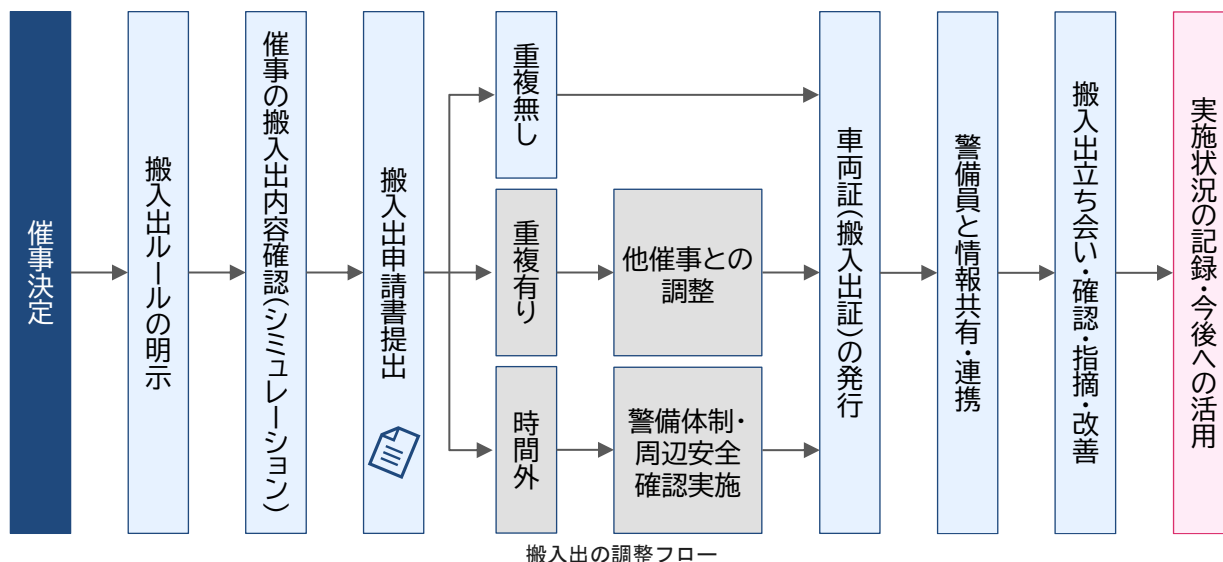 催事決定
搬入出ルールの明示
催事の搬入出内容確認(シミュレーション)
搬入出申請書提出
重複無し
重複有り
他催事との
調整
時間外
警備体制・
周辺安全
確認実施
車両証(搬入出証)の発行
警備員と情報共有・連携
搬入出立ち会い・確認・指摘・改善
実施状況の記録・今後への活用
搬入出の調整フロー